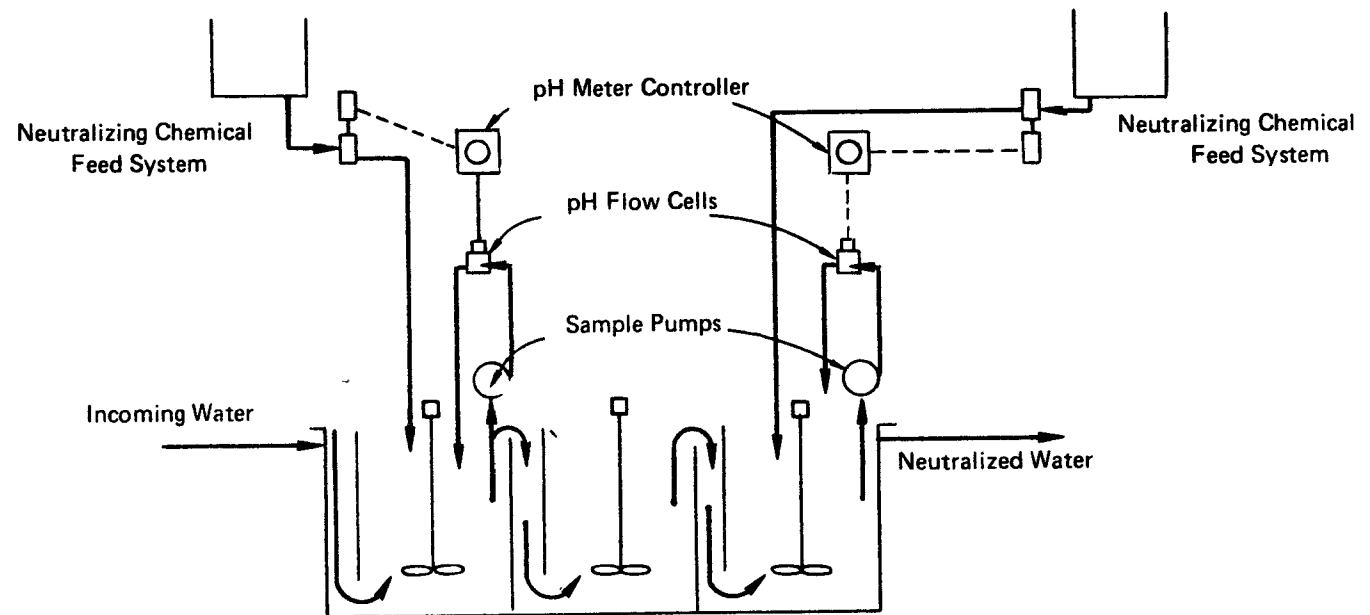 pH Meter Controller
Neutralizing Chemical
Feed System
Neutralizing Chemical
Feed System
pH Flow Cells
Sample Pumps
Incoming Water
Neutralized Water